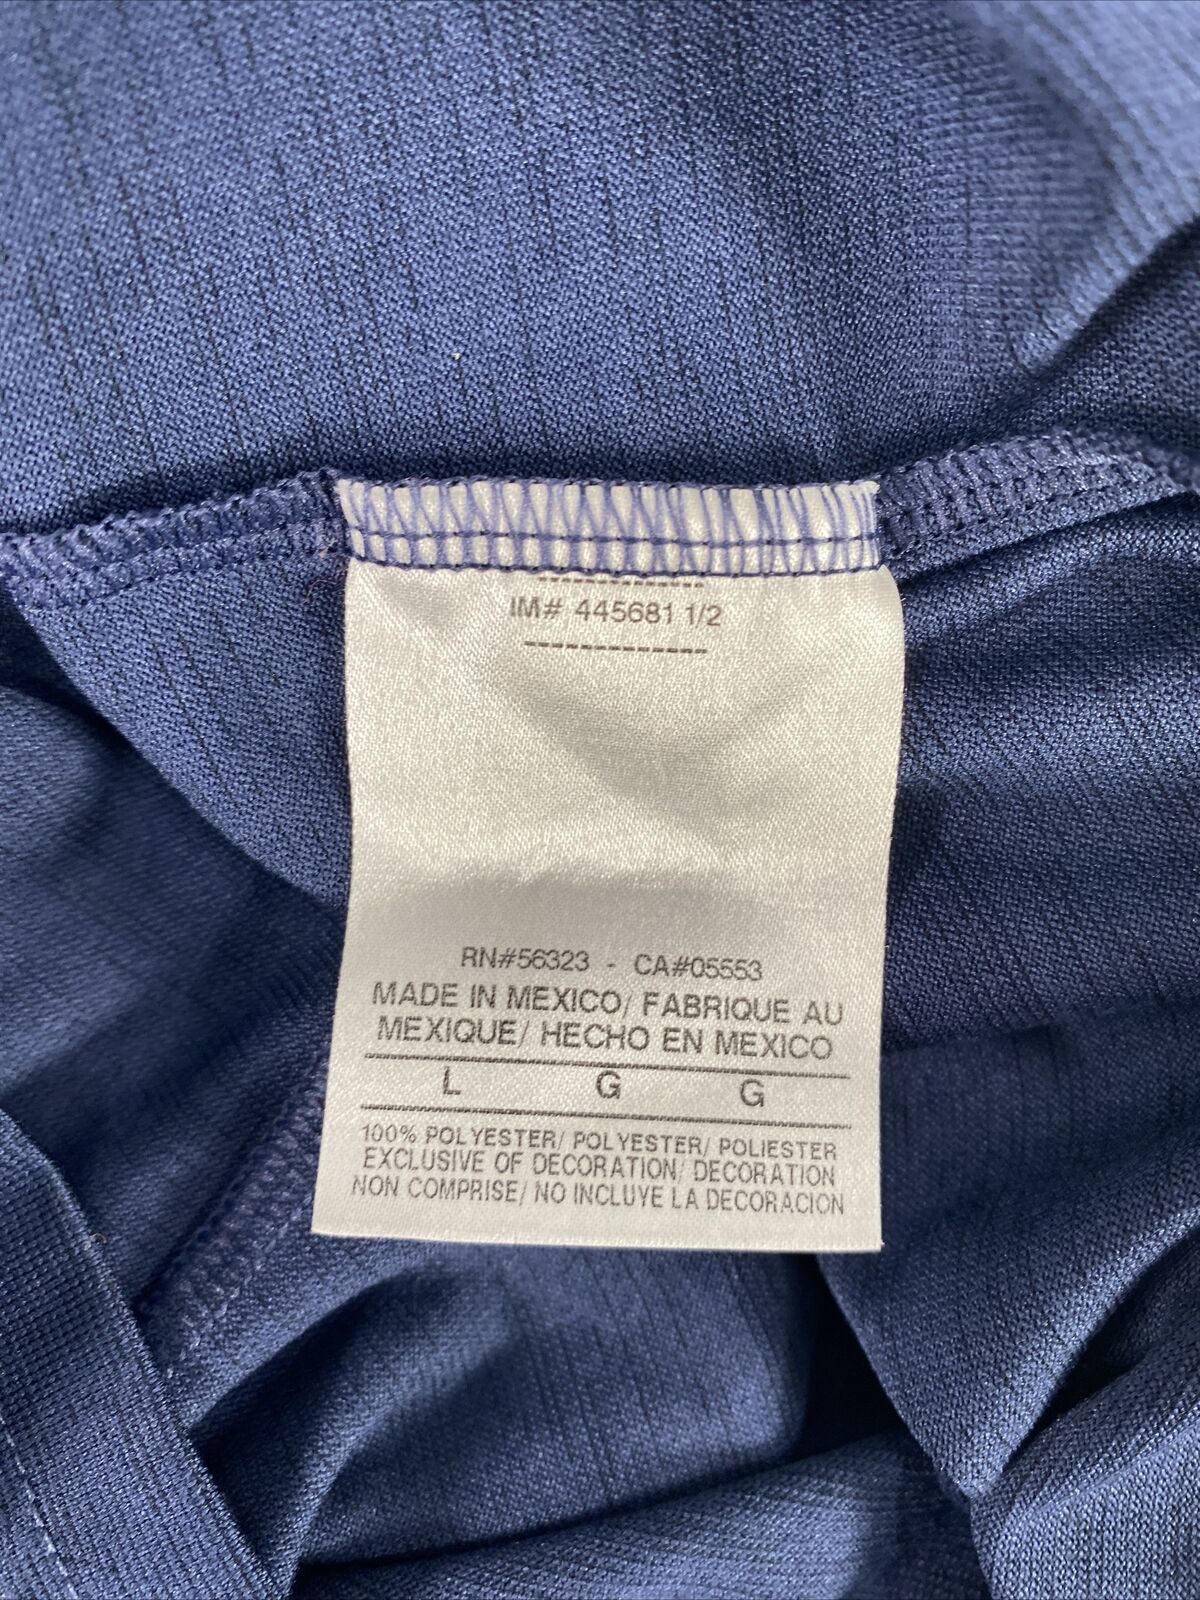 IM# 445681 1/2
RN#56323 - CA#05553
MADE IN MEXICO/ FABRIQUE AU
MEXIQUE/ HECHO EN MEXICO
L G G
100% POLYESTER/ POLYESTER/ POLIESTER
EXCLUSIVE OF DECORATION/ DECORATION
NON COMPRISE/ NO INCLUYE LA DECORACION